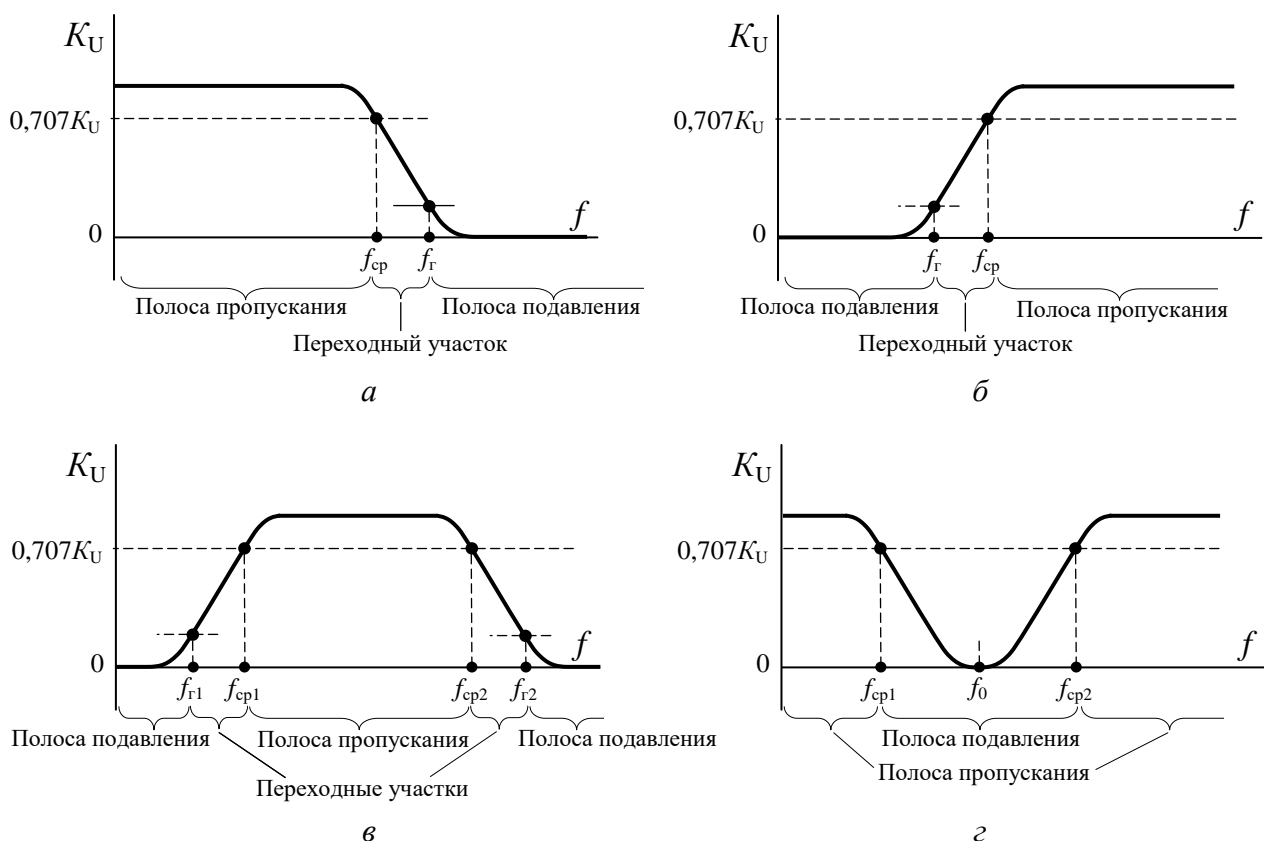 K_U
0,707K_U
0
f
f_ср f_г
Полоса пропускания Полоса подавления
Переходный участок
а
K_U
0,707K_U
0
f
f_г f_ср
Полоса подавления Полоса пропускания
Переходный участок
б
K_U
0,707K_U
0
f
f_г1 f_ср1 f_ср2 f_г2
Полоса подавления Полоса пропускания Полоса подавления
Переходные участки
в
K_U
0,707K_U
0
f
f_ср1 f_0 f_ср2
Полоса подавления
Полоса пропускания
г